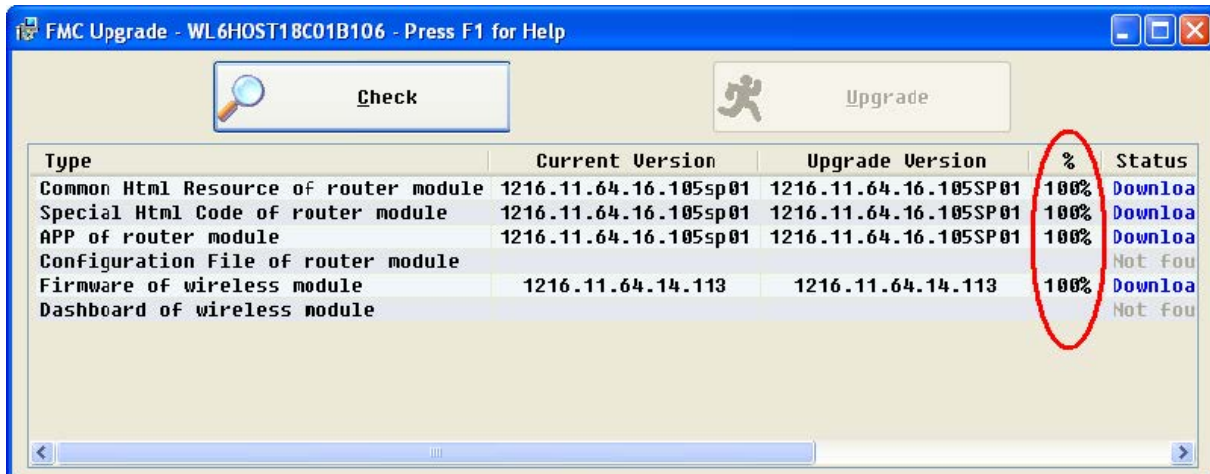 FMC Upgrade - WL6HOST18C01B106 - Press F1 for Help
Check
Upgrade
Type Current Version Upgrade Version % Status
Common Html Resource of router module 1216.11.64.16.105sp01 1216.11.64.16.105SP01 100% Downloa
Special Html Code of router module 1216.11.64.16.105sp01 1216.11.64.16.105SP01 100% Downloa
APP of router module 1216.11.64.16.105sp01 1216.11.64.16.105SP01 100% Downloa
Configuration File of router module Not fou
Firmware of wireless module 1216.11.64.14.113 1216.11.64.14.113 100% Downloa
Dashboard of wireless module Not fou